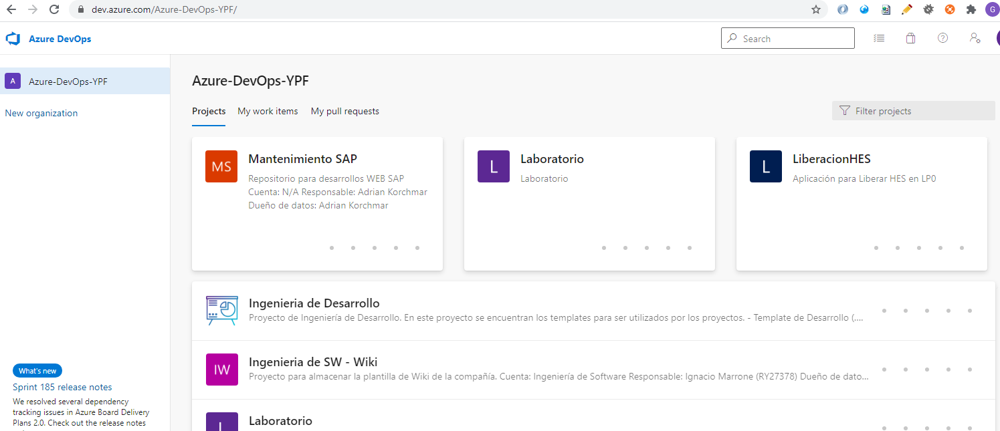 dev.azure.com/Azure-DevOps-YPF/
G
Azure DevOps
Search
A
Azure-DevOps-YPF
New organization
Azure-DevOps-YPF
Projects
My work items
My pull requests
Filter projects
MS
Mantenimiento SAP
Repositorio para desarrollos WEB SAP
Cuenta: N/A Responsable: Adrian Korchmar
Dueño de datos: Adrian Korchmar
L
Laboratorio
Laboratorio
L
LiberacionHES
Aplicación para Liberar HES en LP0
Ingenieria de Desarrollo
Proyecto de Ingeniería de Desarrollo. En este proyecto se encuentran los templates para ser utilizados por los proyectos. - Template de Desarrollo (....
IW
Ingenieria de SW - Wiki
Proyecto para almacenar la plantilla de Wiki de la compañía. Cuenta: Ingeniería de Software Responsable: Ignacio Marrone (RY27378) Dueño de dato...
L
Laboratorio
What's new
Sprint 185 release notes
We resolved several dependency
tracking issues in Azure Board Delivery
Plans 2.0. Check out the release notes